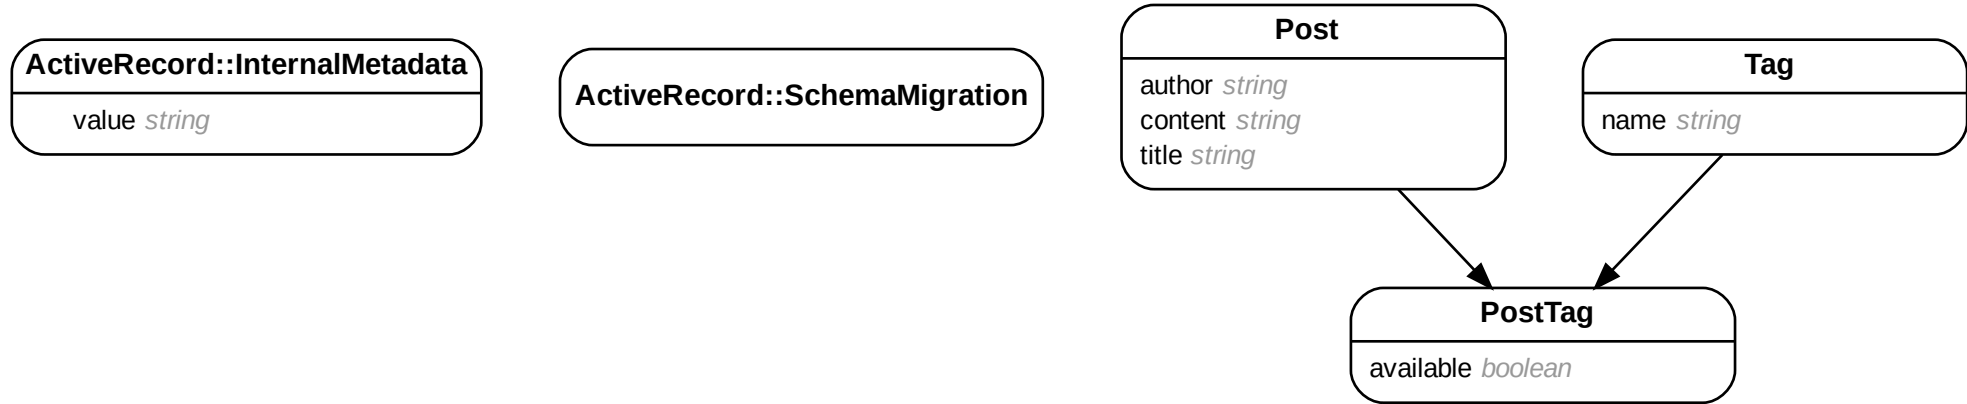 ActiveRecord::InternalMetadata
value string
ActiveRecord::SchemaMigration
Post
author string
content string
title string
Tag
name string
PostTag
available boolean